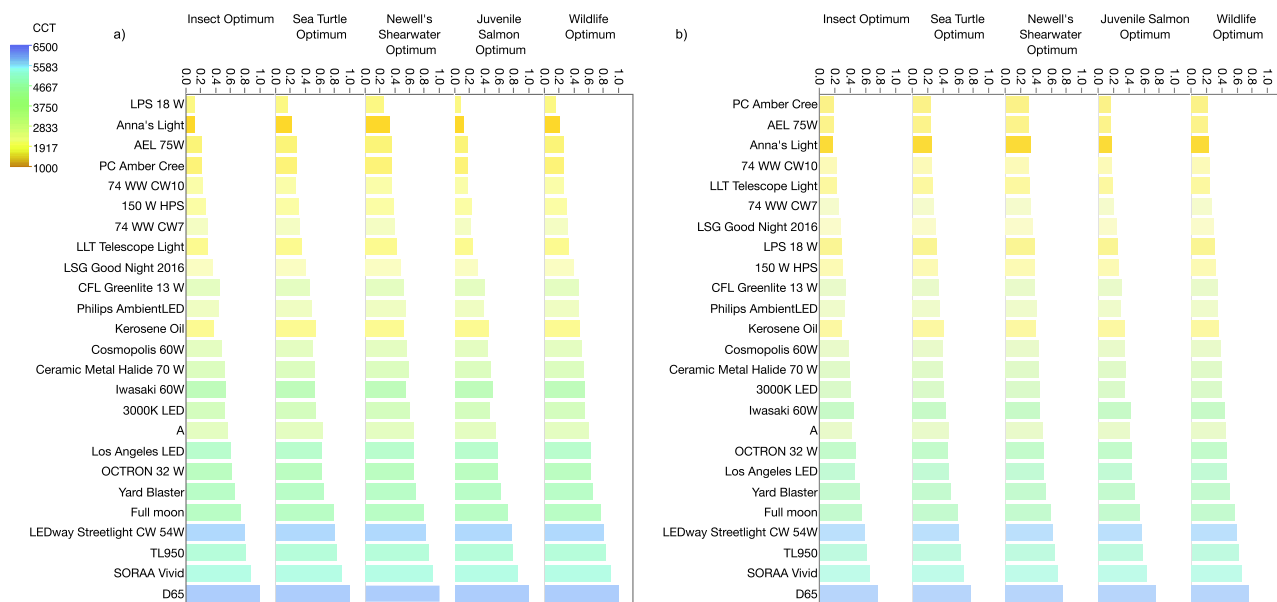 CCT
6500
5583
4667
3750
2833
1917
1000
a)
Insect Optimum
Sea Turtle
Optimum
Newell's
Shearwater
Optimum
Juvenile
Salmon
Optimum
Wildlife
Optimum
0.0 0.2 0.4 0.6 0.8 1.0
0.0 0.2 0.4 0.6 0.8 1.0
0.0 0.2 0.4 0.6 0.8 1.0
0.0 0.2 0.4 0.6 0.8 1.0
0.0 0.2 0.4 0.6 0.8 1.0
LPS 18 W
Anna's Light
AEL 75W
PC Amber Cree
74 WW CW10
150 W HPS
74 WW CW7
LLT Telescope Light
LSG Good Night 2016
CFL Greenlite 13 W
Philips AmbientLED
Kerosene Oil
Cosmopolis 60W
Ceramic Metal Halide 70 W
Iwasaki 60W
3000K LED
A
Los Angeles LED
OCTRON 32 W
Yard Blaster
Full moon
LEDway Streetlight CW 54W
TL950
SORAA Vivid
D65
b)
Insect Optimum
Sea Turtle
Optimum
Newell's
Shearwater
Optimum
Juvenile Salmon
Optimum
Wildlife
Optimum
0.0 0.2 0.4 0.6 0.8 1.0
0.0 0.2 0.4 0.6 0.8 1.0
0.0 0.2 0.4 0.6 0.8 1.0
0.0 0.2 0.4 0.6 0.8 1.0
0.0 0.2 0.4 0.6 0.8 1.0
PC Amber Cree
AEL 75W
Anna's Light
74 WW CW10
LLT Telescope Light
74 WW CW7
LSG Good Night 2016
LPS 18 W
150 W HPS
CFL Greenlite 13 W
Philips AmbientLED
Kerosene Oil
Cosmopolis 60W
Ceramic Metal Halide 70 W
3000K LED
Iwasaki 60W
A
OCTRON 32 W
Los Angeles LED
Yard Blaster
Full moon
LEDway Streetlight CW 54W
TL950
SORAA Vivid
D65